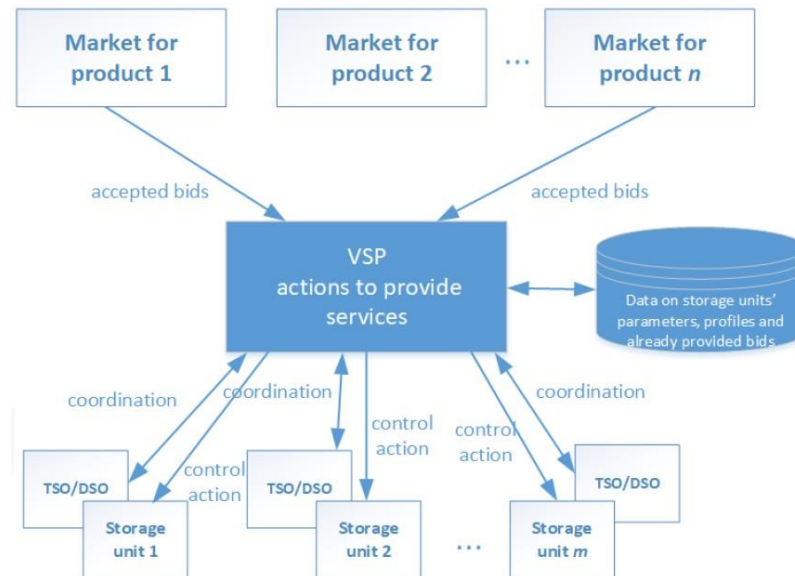 Market for
product 1
Market for
product 2
...
Market for
product n
accepted bids
accepted bids
VSP
actions to provide
services
Data on storage units'
parameters, profiles and
already provided bids
coordination
coordination
coordination
control
action
control
action
control
action
TSO/DSO
TSO/DSO
TSO/DSO
Storage
unit 1
Storage
unit 2
...
Storage
unit m